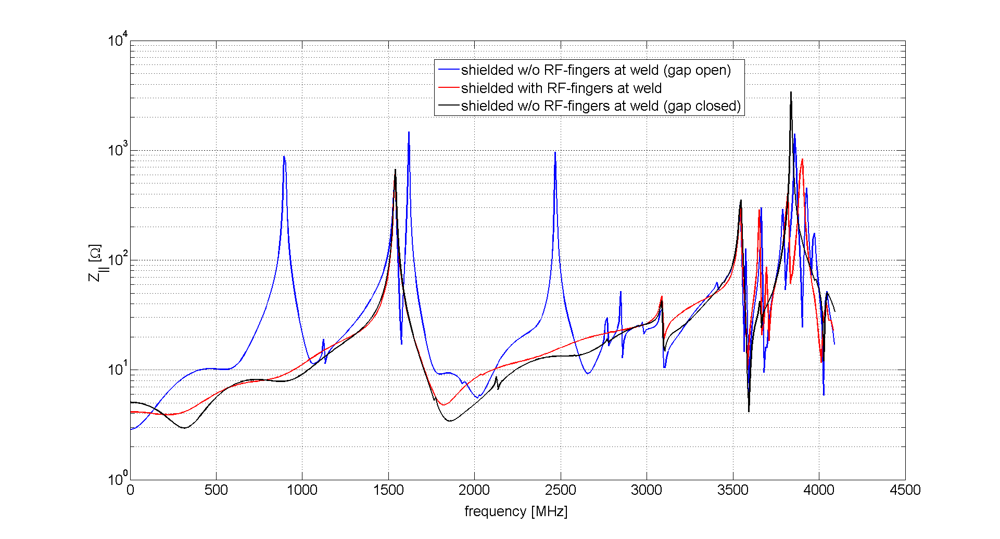 10^4
10^3
10^2
10^1
10^0
Z_|| [Ω]
shielded w/o RF-fingers at weld (gap open)
shielded with RF-fingers at weld
shielded w/o RF-fingers at weld (gap closed)
0 500 1000 1500 2000 2500 3000 3500 4000 4500
frequency [MHz]